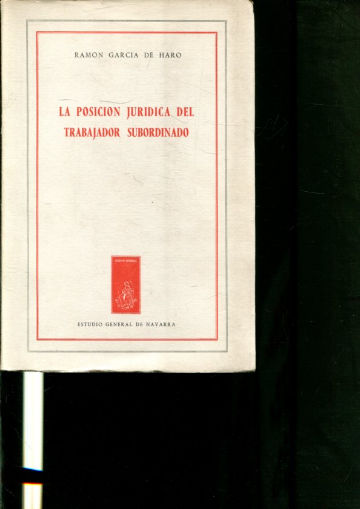 RAMON GARCIA DE HARO
LA POSICION JURIDICA DEL
TRABAJADOR SUBORDINADO
ESTUDIO GENERAL DE NAVARRA